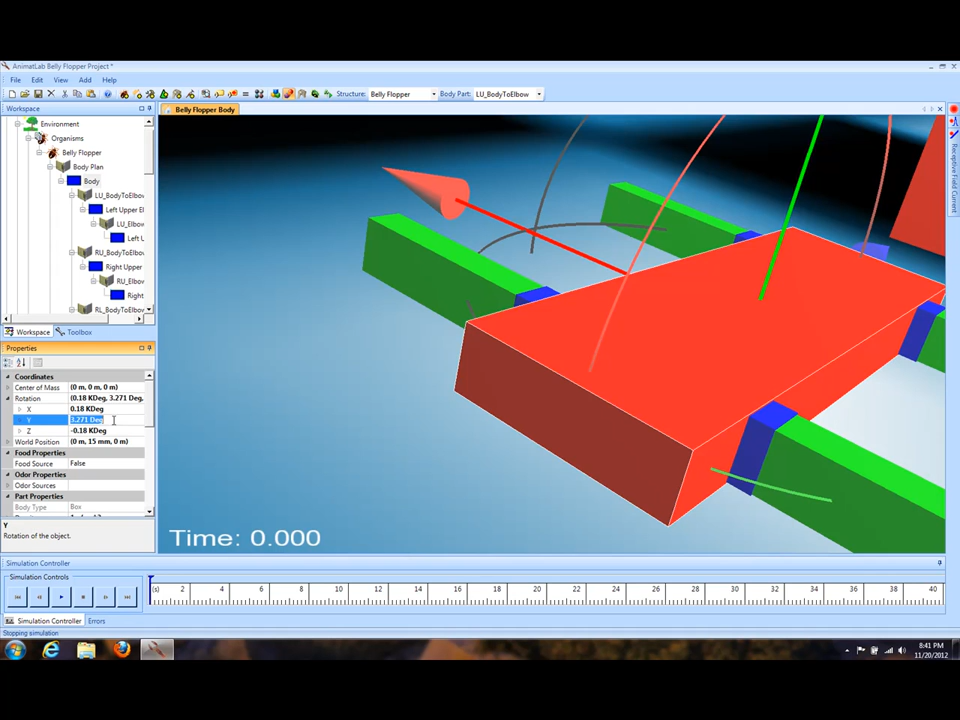 AnimatLab Belly Flopper Project *
File Edit View Add Help
Structure: Belly Flopper Body Part: LU_BodyToElbow
Workspace
Belly Flopper Body
Environment
Organisms
Belly Flopper
Body Plan
Body
LU_BodyToElbow
Left Upper El
LU_Elbow
Left U
RU_BodyToElbow
Right Upper
RU_Elbow
Right
RL_BodyToElbow
Workspace Toolbox
Receptive Field Current
Properties
Coordinates
Center of Mass (0 m, 0 m, 0 m)
Rotation (0.18 KDeg, 3.271 Deg,
X 0.18 KDeg
Y 3.271 Deg
Z -0.18 KDeg
World Position (0 m, 15 mm, 0 m)
Food Properties
Food Source False
Odor Properties
Odor Sources
Part Properties
Body Type Box
Y
Rotation of the object.
Time: 0.000
Simulation Controller
Simulation Controls
(s) 2 4 6 8 10 12 14 16 18 20 22 24 26 28 30 32 34 36 38 40
Simulation Controller Errors
Stopping simulation
8:41 PM
11/20/2012